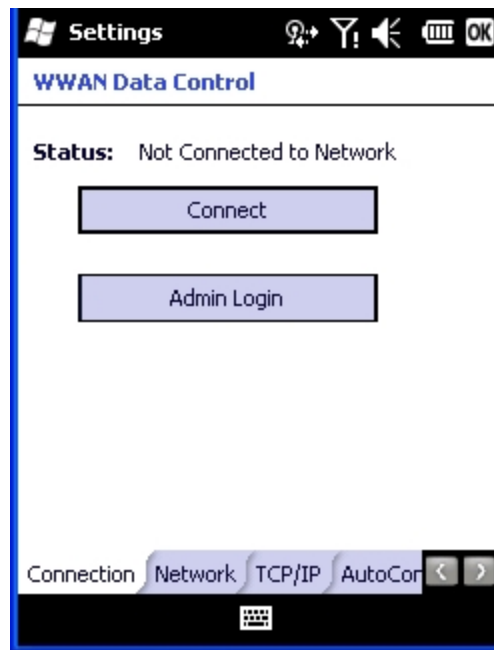 Settings OK
WWAN Data Control
Status: Not Connected to Network
Connect
Admin Login
Connection Network TCP/IP AutoCor